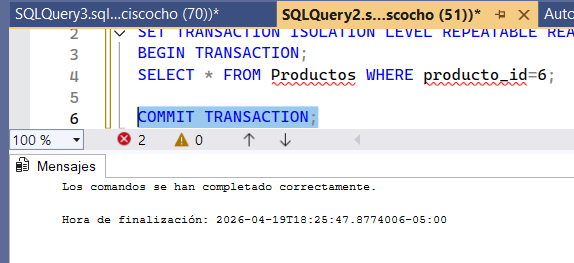 SQLQuery3.sql...ciscocho (70))*
SQLQuery2.s...scocho (51))*
Auto
2 SET TRANSACTION ISOLATION LEVEL REPEATABLE REA
3 BEGIN TRANSACTION;
4 SELECT * FROM Productos WHERE producto_id=6;
5
6 COMMIT TRANSACTION;
100 % 2 0
Mensajes
Los comandos se han completado correctamente.
Hora de finalización: 2026-04-19T18:25:47.8774006-05:00